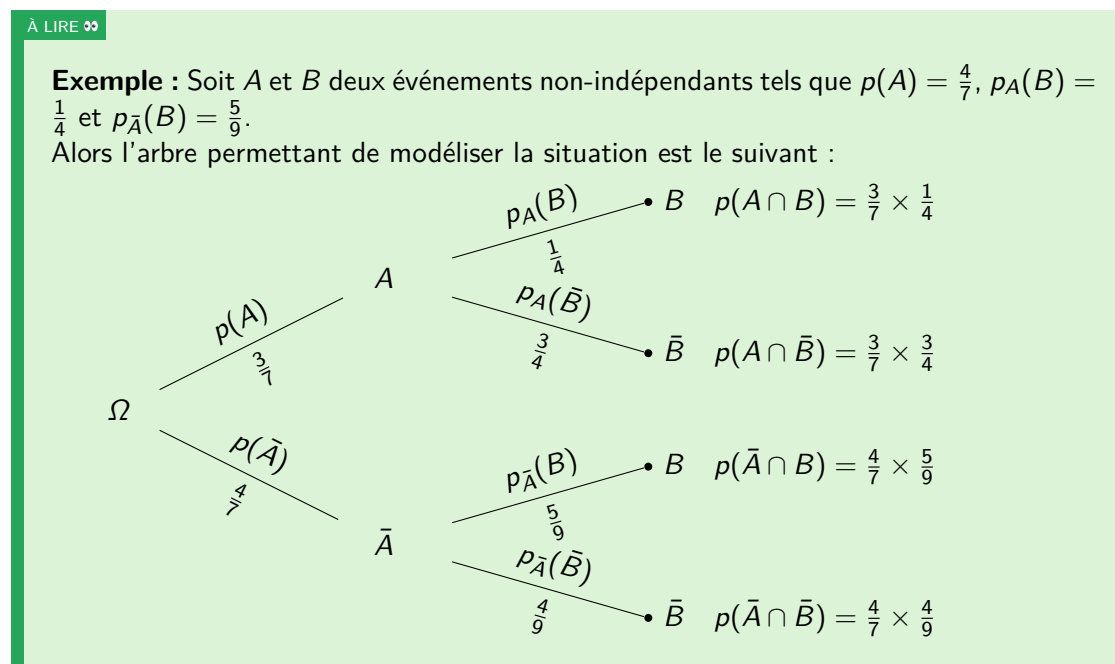 À LIRE 👀
Exemple : Soit A et B deux événements non-indépendants tels que p(A) = 4/7, p_A(B) =
1/4 et p_Ā(B) = 5/9.
Alors l'arbre permettant de modéliser la situation est le suivant :
p_A(B)
B p(A ∩ B) = 3/7 × 1/4
1/4
A
p_A(B̄)
3/4
B̄ p(A ∩ B̄) = 3/7 × 3/4
p(A)
3/7
Ω
p(Ā)
4/7
p_Ā(B)
B p(Ā ∩ B) = 4/7 × 5/9
5/9
Ā
p_Ā(B̄)
4/9
B̄ p(Ā ∩ B̄) = 4/7 × 4/9